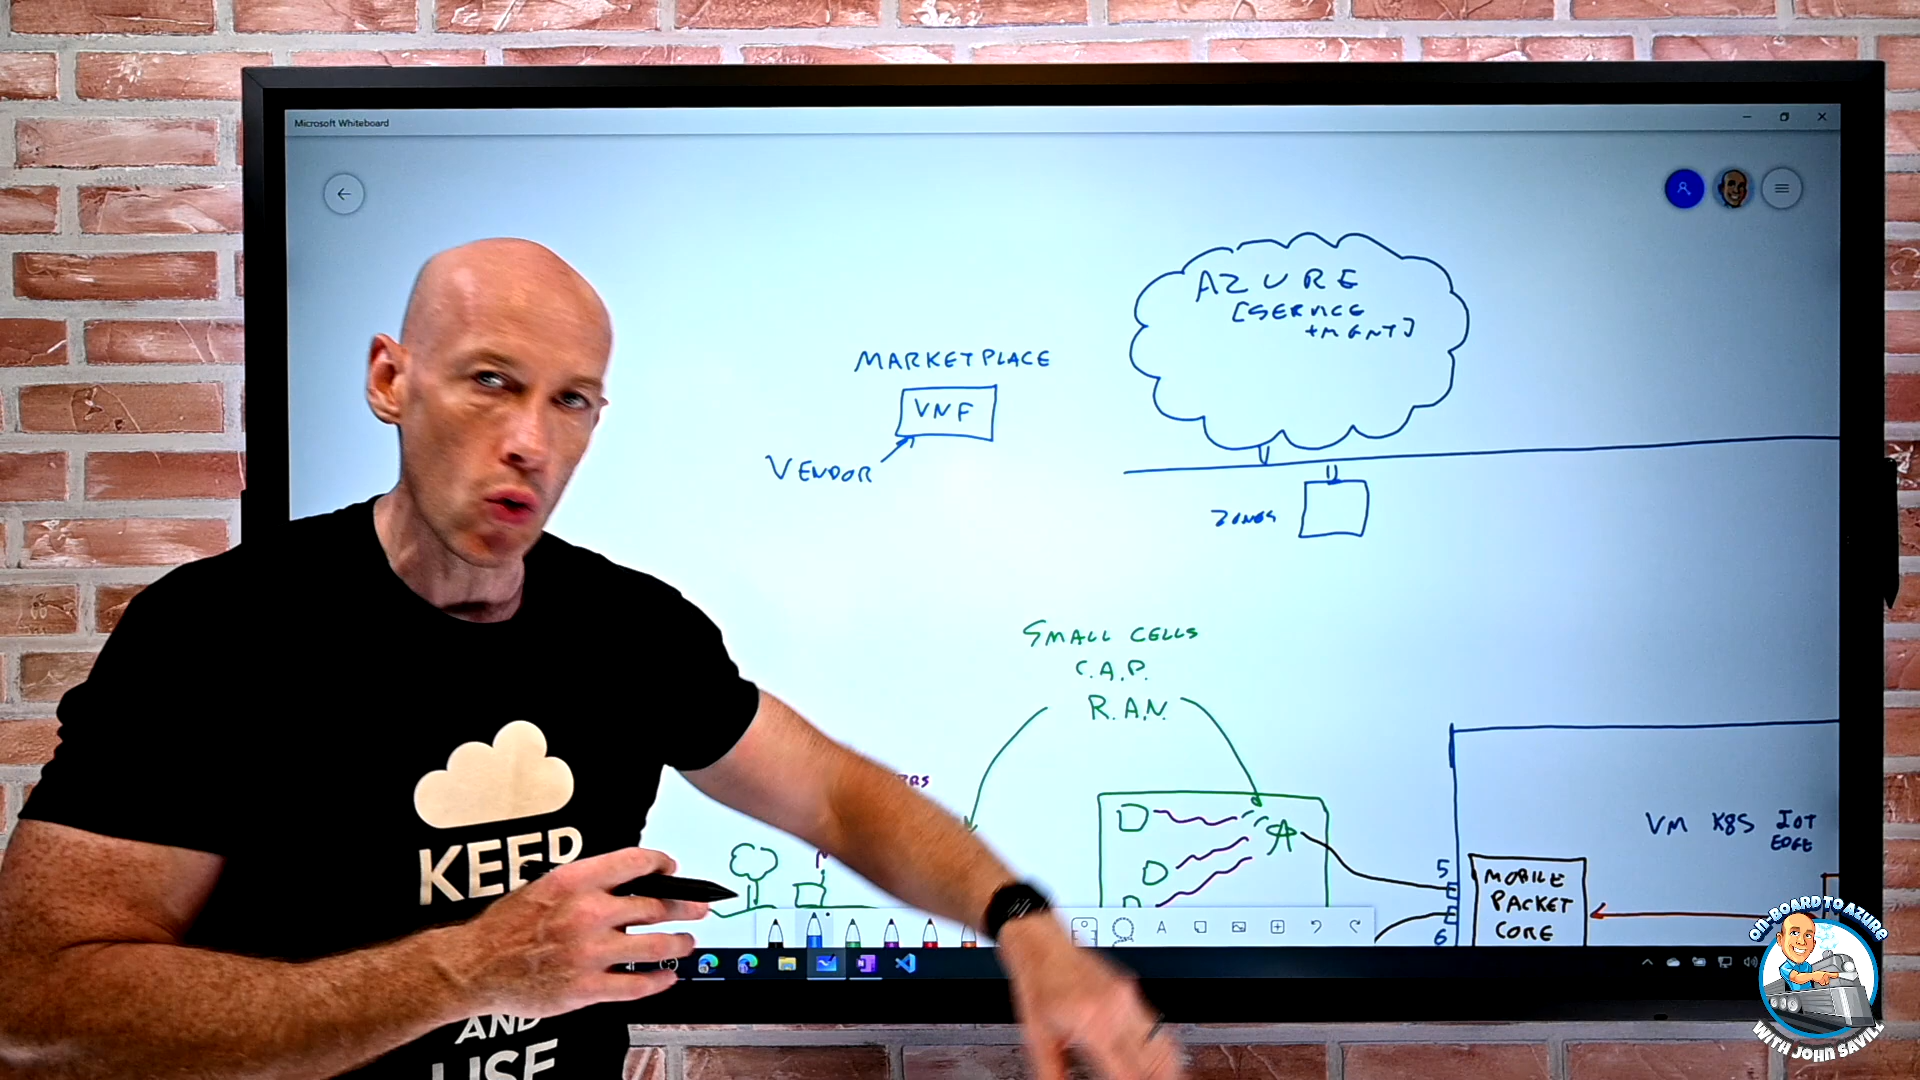 Microsoft Whiteboard
AZURE
[SERVICE
+MGMT]
MARKETPLACE
VNF
VENDOR
ZONES
SMALL CELLS
C.A.P.
R.A.N.
VM K8S IOT
EDGE
5
MOBILE
PACKET
CORE
6
KEEP
AND
USE
ON-BOARD TO AZURE
WITH JOHN SAVILL